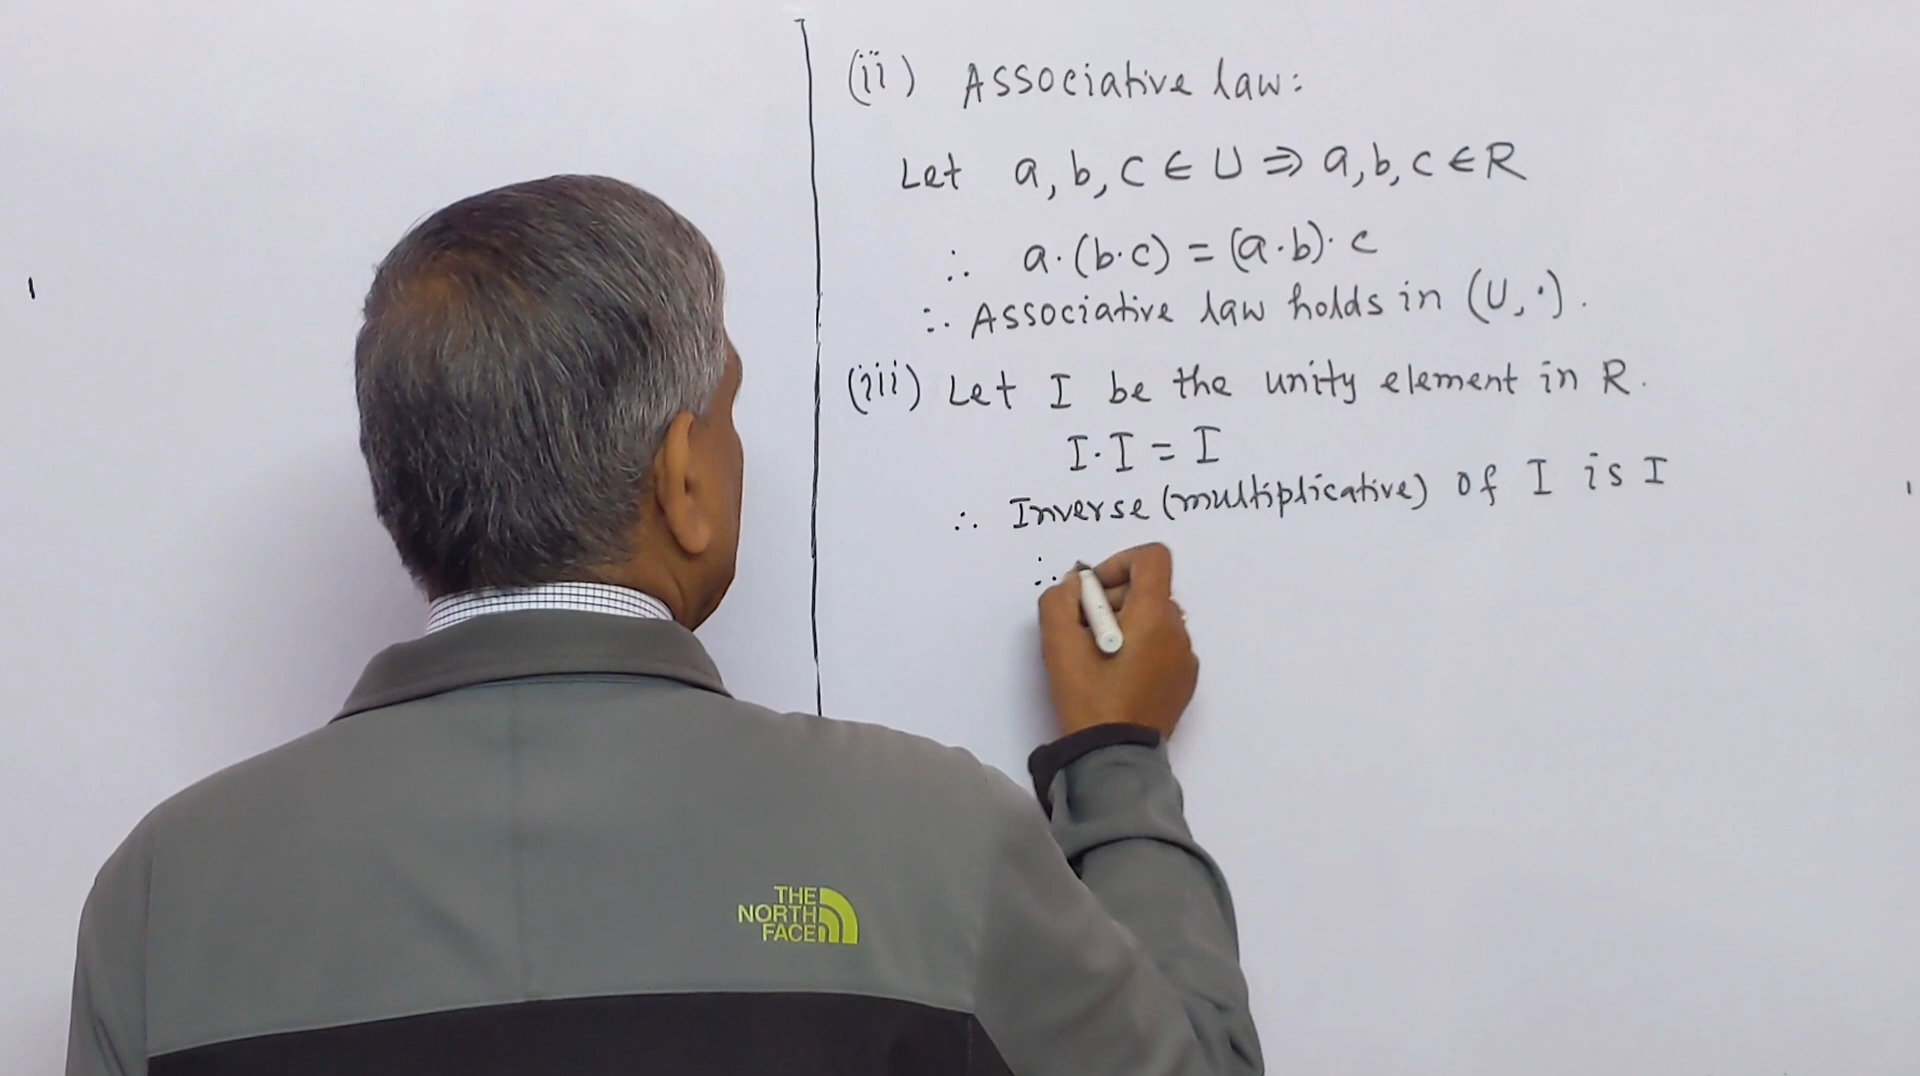 (ii) Associative law:
Let a, b, c ∈ U ⇒ a, b, c ∈ R
∴ a·(b·c) = (a·b)·c
∴ Associative law holds in (U, ·).
(iii) Let I be the unity element in R.
I·I = I
∴ Inverse (multiplicative) of I is I
∴
THE
NORTH
FACE